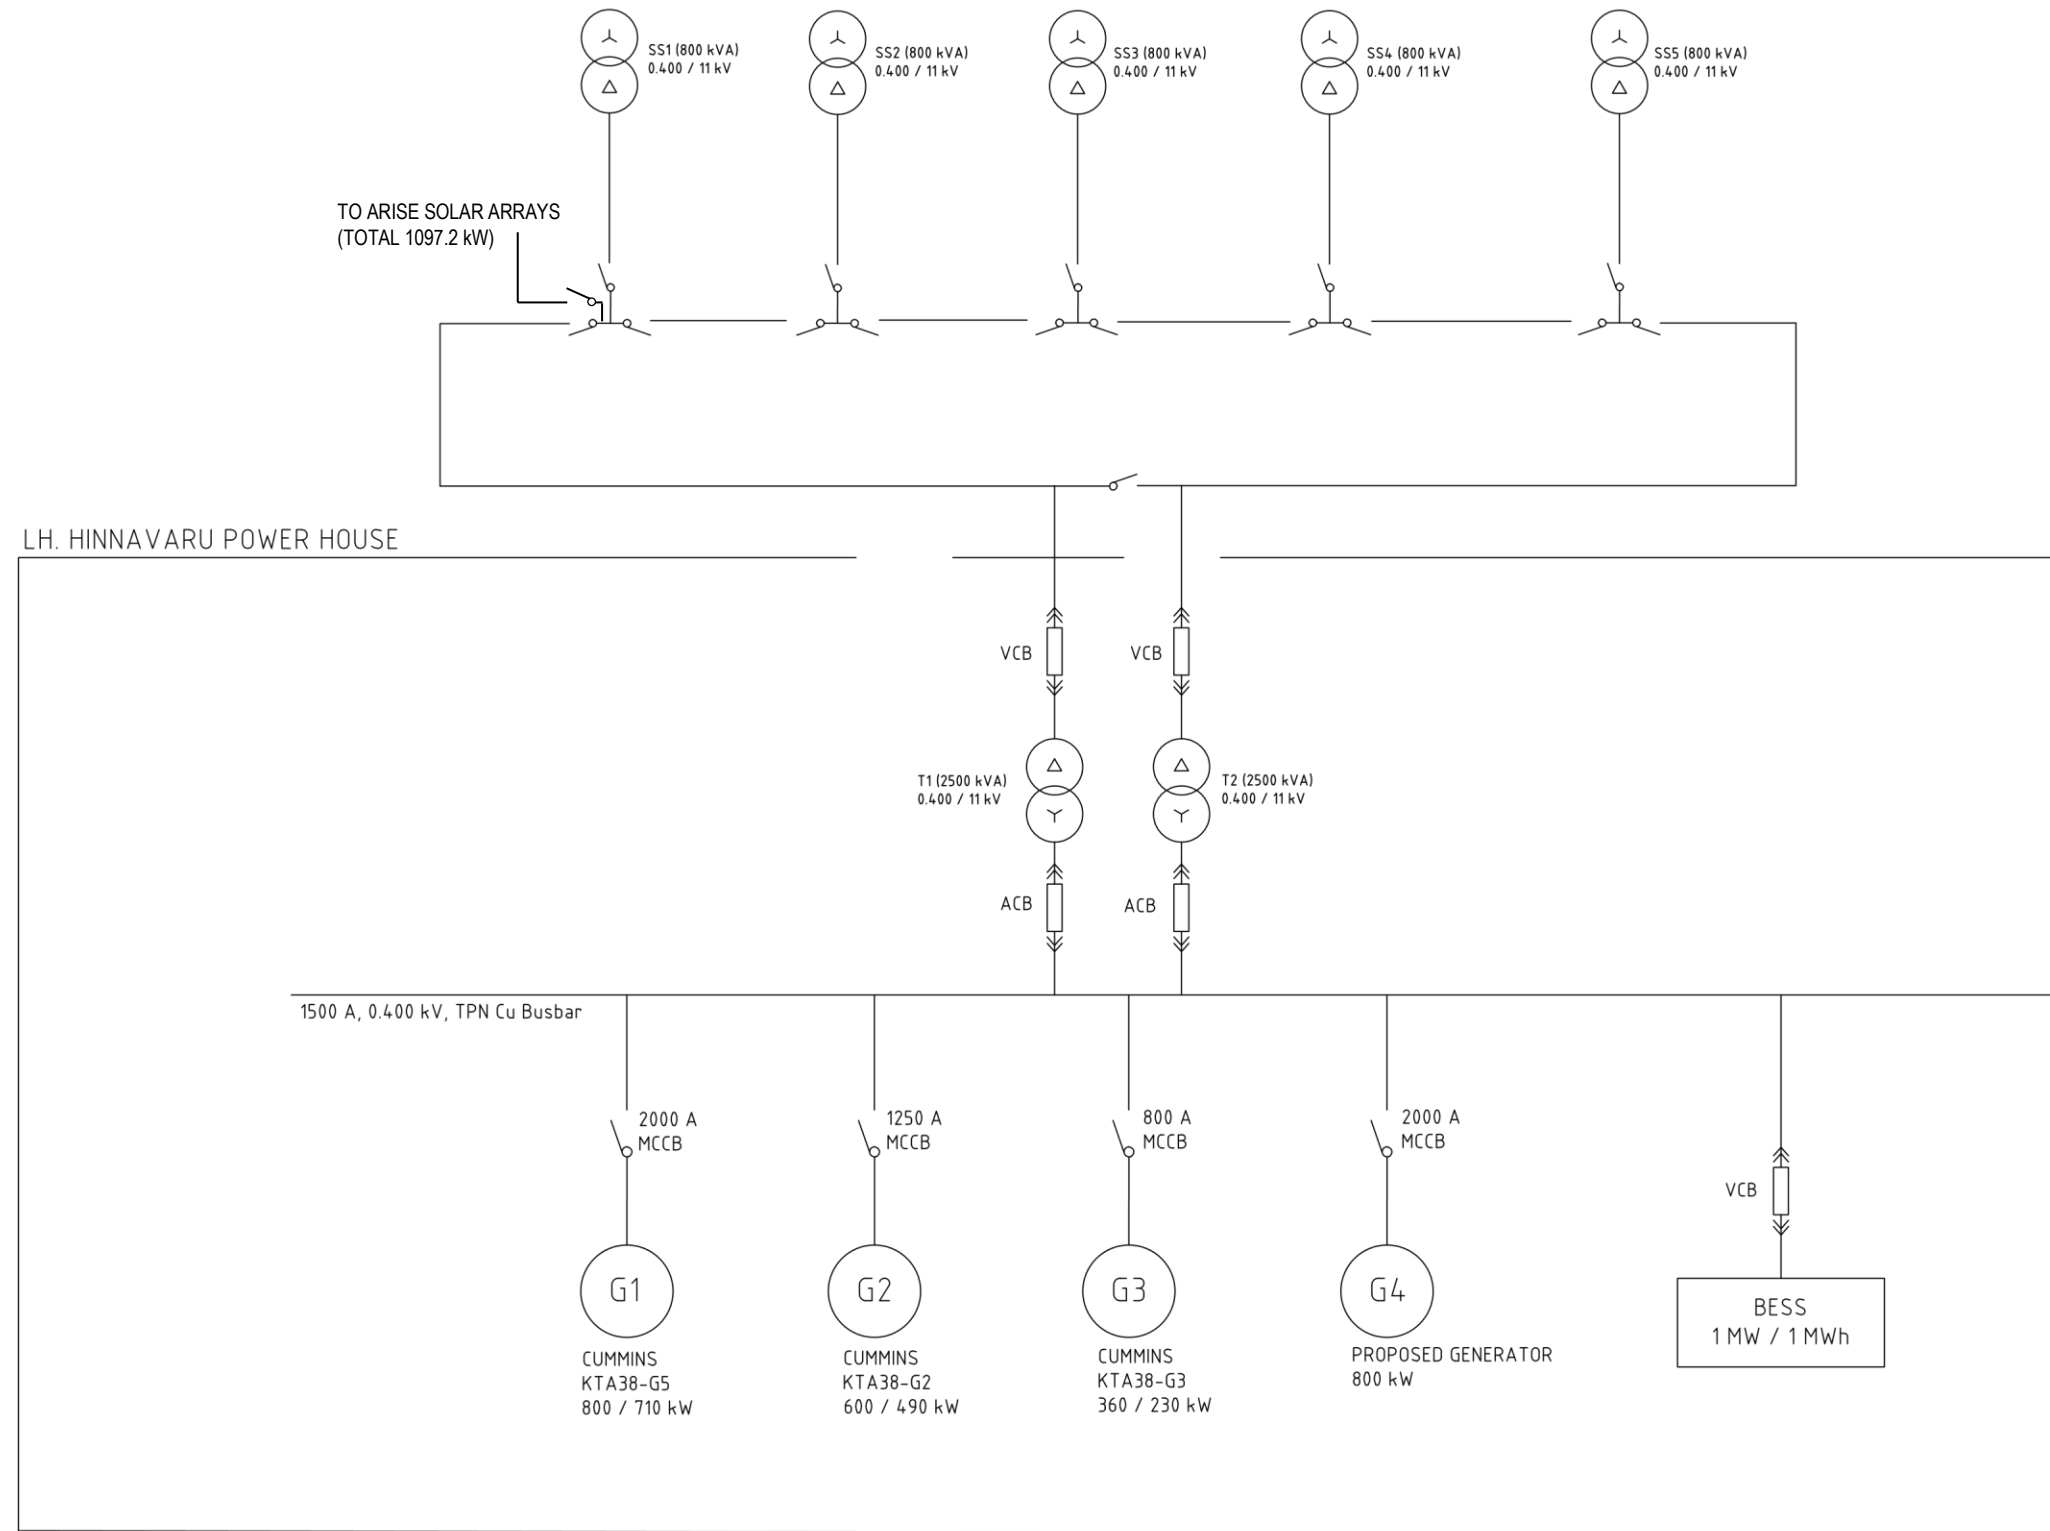 SS1 (800 kVA)
0.400 / 11 kV
SS2 (800 kVA)
0.400 / 11 kV
SS3 (800 kVA)
0.400 / 11 kV
SS4 (800 kVA)
0.400 / 11 kV
SS5 (800 kVA)
0.400 / 11 kV
TO ARISE SOLAR ARRAYS
(TOTAL 1097.2 kW)
LH. HINNAVARU POWER HOUSE
VCB
VCB
T1 (2500 kVA)
0.400 / 11 kV
T2 (2500 kVA)
0.400 / 11 kV
ACB
ACB
1500 A, 0.400 kV, TPN Cu Busbar
2000 A
MCCB
1250 A
MCCB
800 A
MCCB
2000 A
MCCB
VCB
G1
G2
G3
G4
BESS
1 MW / 1 MWh
CUMMINS
KTA38-G5
800 / 710 kW
CUMMINS
KTA38-G2
600 / 490 kW
CUMMINS
KTA38-G3
360 / 230 kW
PROPOSED GENERATOR
800 kW